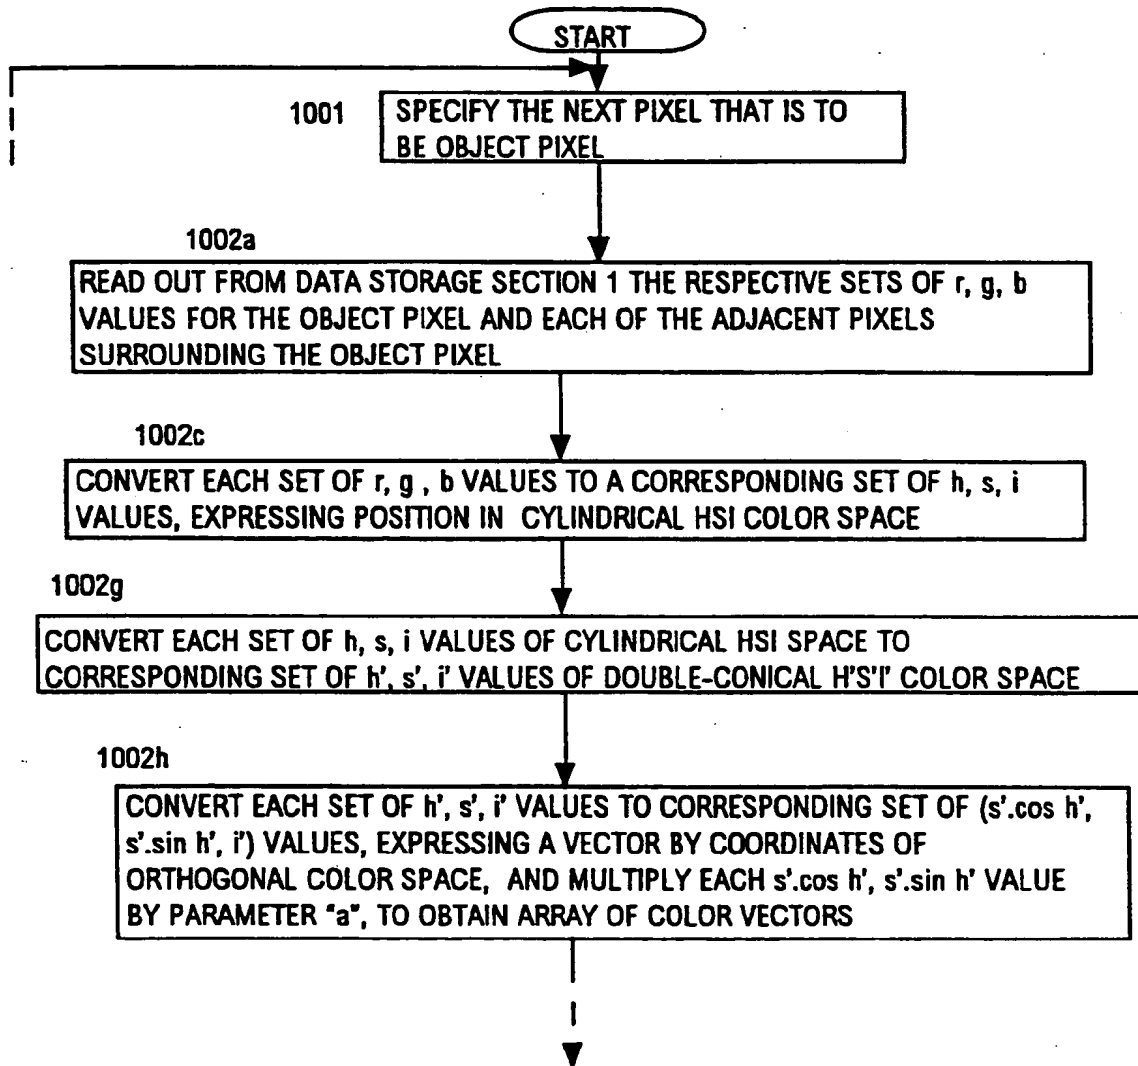 START
1001
SPECIFY THE NEXT PIXEL THAT IS TO
BE OBJECT PIXEL
1002a
READ OUT FROM DATA STORAGE SECTION 1 THE RESPECTIVE SETS OF r, g, b
VALUES FOR THE OBJECT PIXEL AND EACH OF THE ADJACENT PIXELS
SURROUNDING THE OBJECT PIXEL
1002c
CONVERT EACH SET OF r, g , b VALUES TO A CORRESPONDING SET OF h, s, i
VALUES, EXPRESSING POSITION IN CYLINDRICAL HSI COLOR SPACE
1002g
CONVERT EACH SET OF h, s, i VALUES OF CYLINDRICAL HSI SPACE TO
CORRESPONDING SET OF h', s', i' VALUES OF DOUBLE-CONICAL H'S'I' COLOR SPACE
1002h
CONVERT EACH SET OF h', s', i' VALUES TO CORRESPONDING SET OF (s'.cos h',
s'.sin h', i') VALUES, EXPRESSING A VECTOR BY COORDINATES OF
ORTHOGONAL COLOR SPACE, AND MULTIPLY EACH s'.cos h', s'.sin h' VALUE
BY PARAMETER "a", TO OBTAIN ARRAY OF COLOR VECTORS